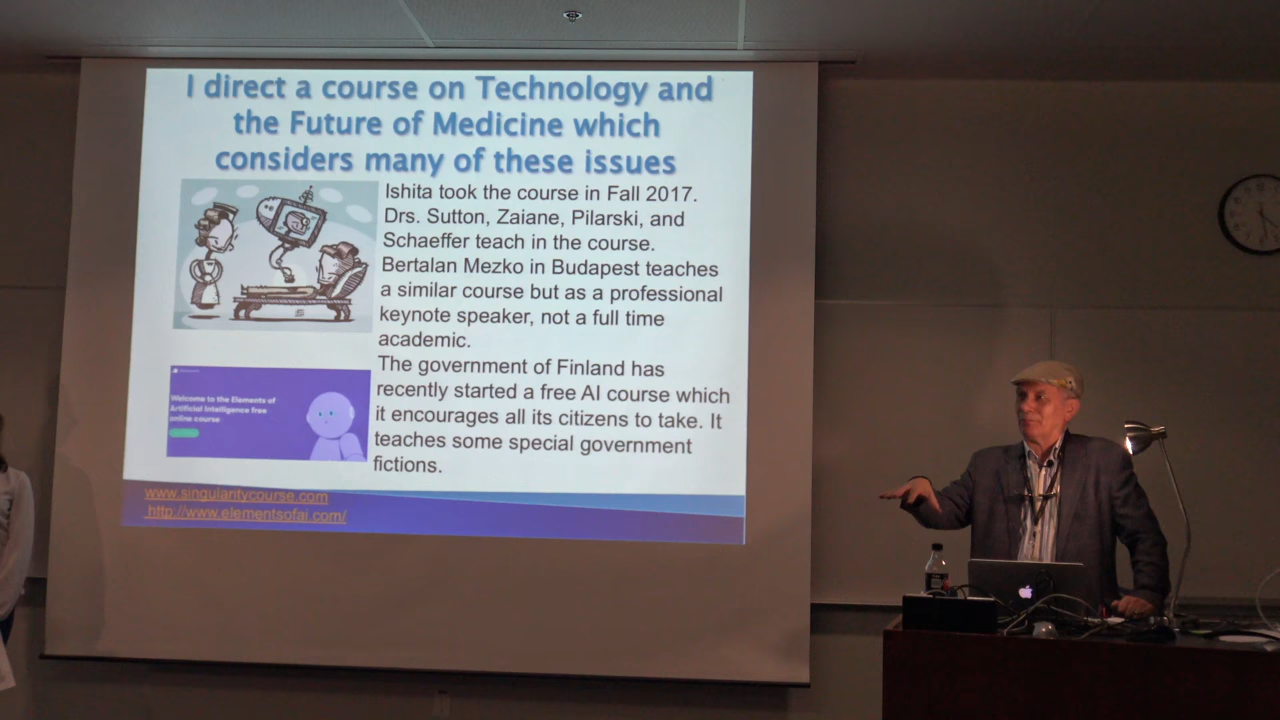 I direct a course on Technology and
the Future of Medicine which
considers many of these issues
Ishita took the course in Fall 2017.
Drs. Sutton, Zaiane, Pilarski, and
Schaeffer teach in the course.
Bertalan Mezko in Budapest teaches
a similar course but as a professional
keynote speaker, not a full time
academic.
The government of Finland has
recently started a free AI course which
it encourages all its citizens to take. It
teaches some special government
fictions.
Welcome to the Elements of
Artificial Intelligence free
online course
www.singularitycourse.com
http://www.elementsofai.com/